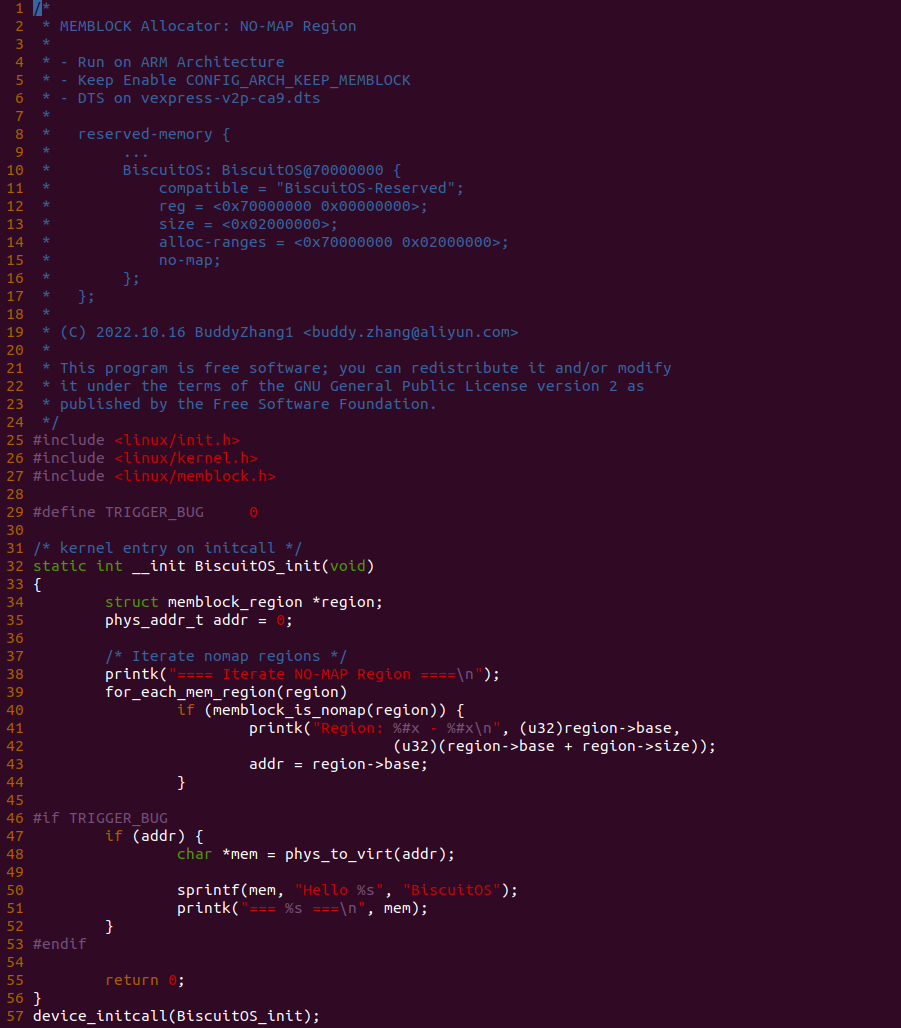 1 /*
2  * MEMBLOCK Allocator: NO-MAP Region
3  *
4  * - Run on ARM Architecture
5  * - Keep Enable CONFIG_ARCH_KEEP_MEMBLOCK
6  * - DTS on vexpress-v2p-ca9.dts
7  *
8  *   reserved-memory {
9  *        ...
10  *        BiscuitOS: BiscuitOS@70000000 {
11  *            compatible = "BiscuitOS-Reserved";
12  *            reg = <0x70000000 0x00000000>;
13  *            size = <0x02000000>;
14  *            alloc-ranges = <0x70000000 0x02000000>;
15  *            no-map;
16  *        };
17  *   };
18  *
19  * (C) 2022.10.16 BuddyZhang1 <buddy.zhang@aliyun.com>
20  *
21  * This program is free software; you can redistribute it and/or modify
22  * it under the terms of the GNU General Public License version 2 as
23  * published by the Free Software Foundation.
24  */
25 #include <linux/init.h>
26 #include <linux/kernel.h>
27 #include <linux/memblock.h>
28
29 #define TRIGGER_BUG     0
30
31 /* kernel entry on initcall */
32 static int __init BiscuitOS_init(void)
33 {
34         struct memblock_region *region;
35         phys_addr_t addr = 0;
36
37         /* Iterate nomap regions */
38         printk("==== Iterate NO-MAP Region ====\n");
39         for_each_mem_region(region)
40                 if (memblock_is_nomap(region)) {
41                         printk("Region: %#x - %#x\n", (u32)region->base,
42                                         (u32)(region->base + region->size));
43                         addr = region->base;
44                 }
45
46 #if TRIGGER_BUG
47         if (addr) {
48                 char *mem = phys_to_virt(addr);
49
50                 sprintf(mem, "Hello %s", "BiscuitOS");
51                 printk("=== %s ===\n", mem);
52         }
53 #endif
54
55         return 0;
56 }
57 device_initcall(BiscuitOS_init);